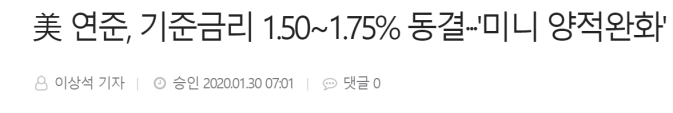 美 연준, 기준금리 1.50~1.75% 동결···'미니 양적완화'
이상석 기자 | 승인 2020.01.30 07:01 | 댓글 0